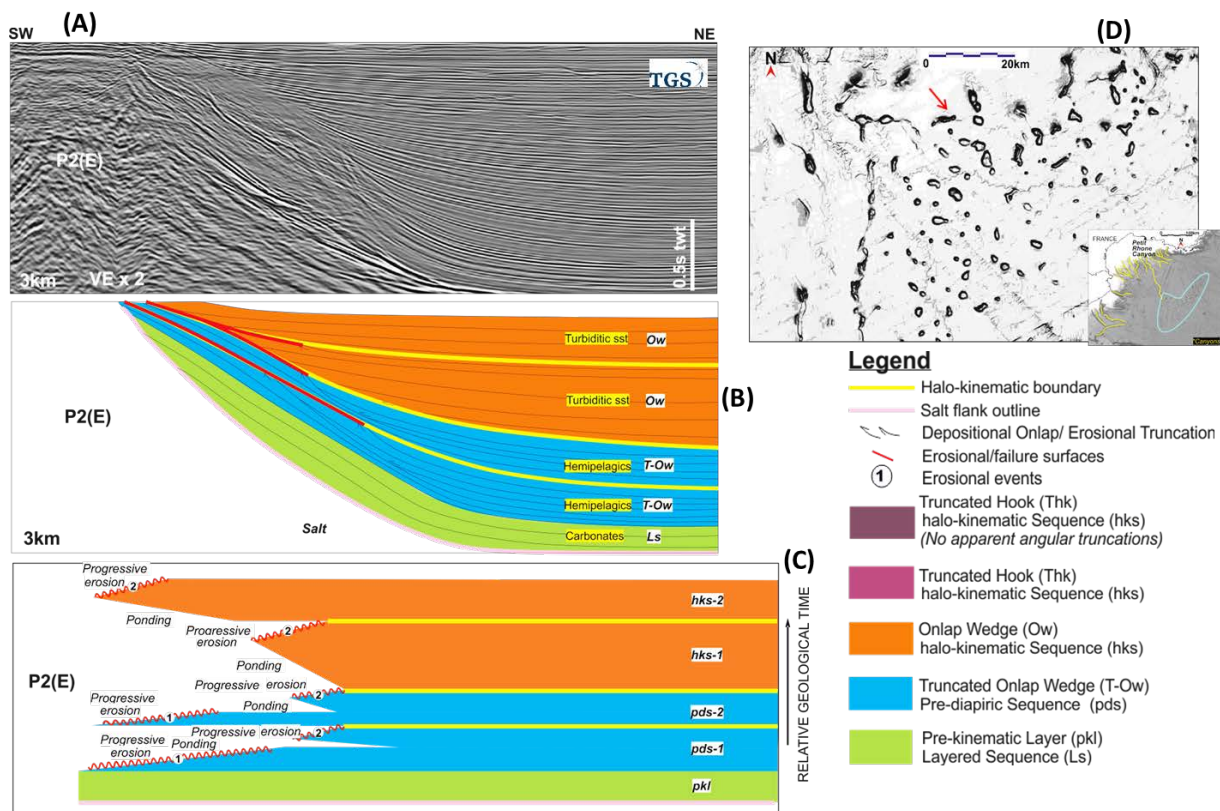 (A)
SW
NE
TGS
P2(E)
0.5s twt
3km
VE x 2
(D)
N
0 20km
FRANCE
Petit
Rhone
Canyon
N
Canyons
Turbiditic sst Ow
Turbiditic sst Ow
P2(E)
(B)
Hemipelagics T-Ow
Hemipelagics T-Ow
Salt
Carbonates Ls
3km
(C)
Progressive
erosion
2
hks-2
Ponding
Progressive
erosion
2
hks-1
P2(E)
Ponding
Progressive erosion
2
Progressive
erosion
1
Ponding
pds-2
Progressive erosion
2
Progressive
erosion
Ponding
1
pds-1
pkl
RELATIVE GEOLOGICAL TIME
Legend
Halo-kinematic boundary
Salt flank outline
Depositional Onlap/ Erosional Truncation
Erosional/failure surfaces
1 Erosional events
Truncated Hook (Thk)
halo-kinematic Sequence (hks)
(No apparent angular truncations)
Truncated Hook (Thk)
halo-kinematic Sequence (hks)
Onlap Wedge (Ow)
halo-kinematic Sequence (hks)
Truncated Onlap Wedge (T-Ow)
Pre-diapiric Sequence (pds)
Pre-kinematic Layer (pkl)
Layered Sequence (Ls)